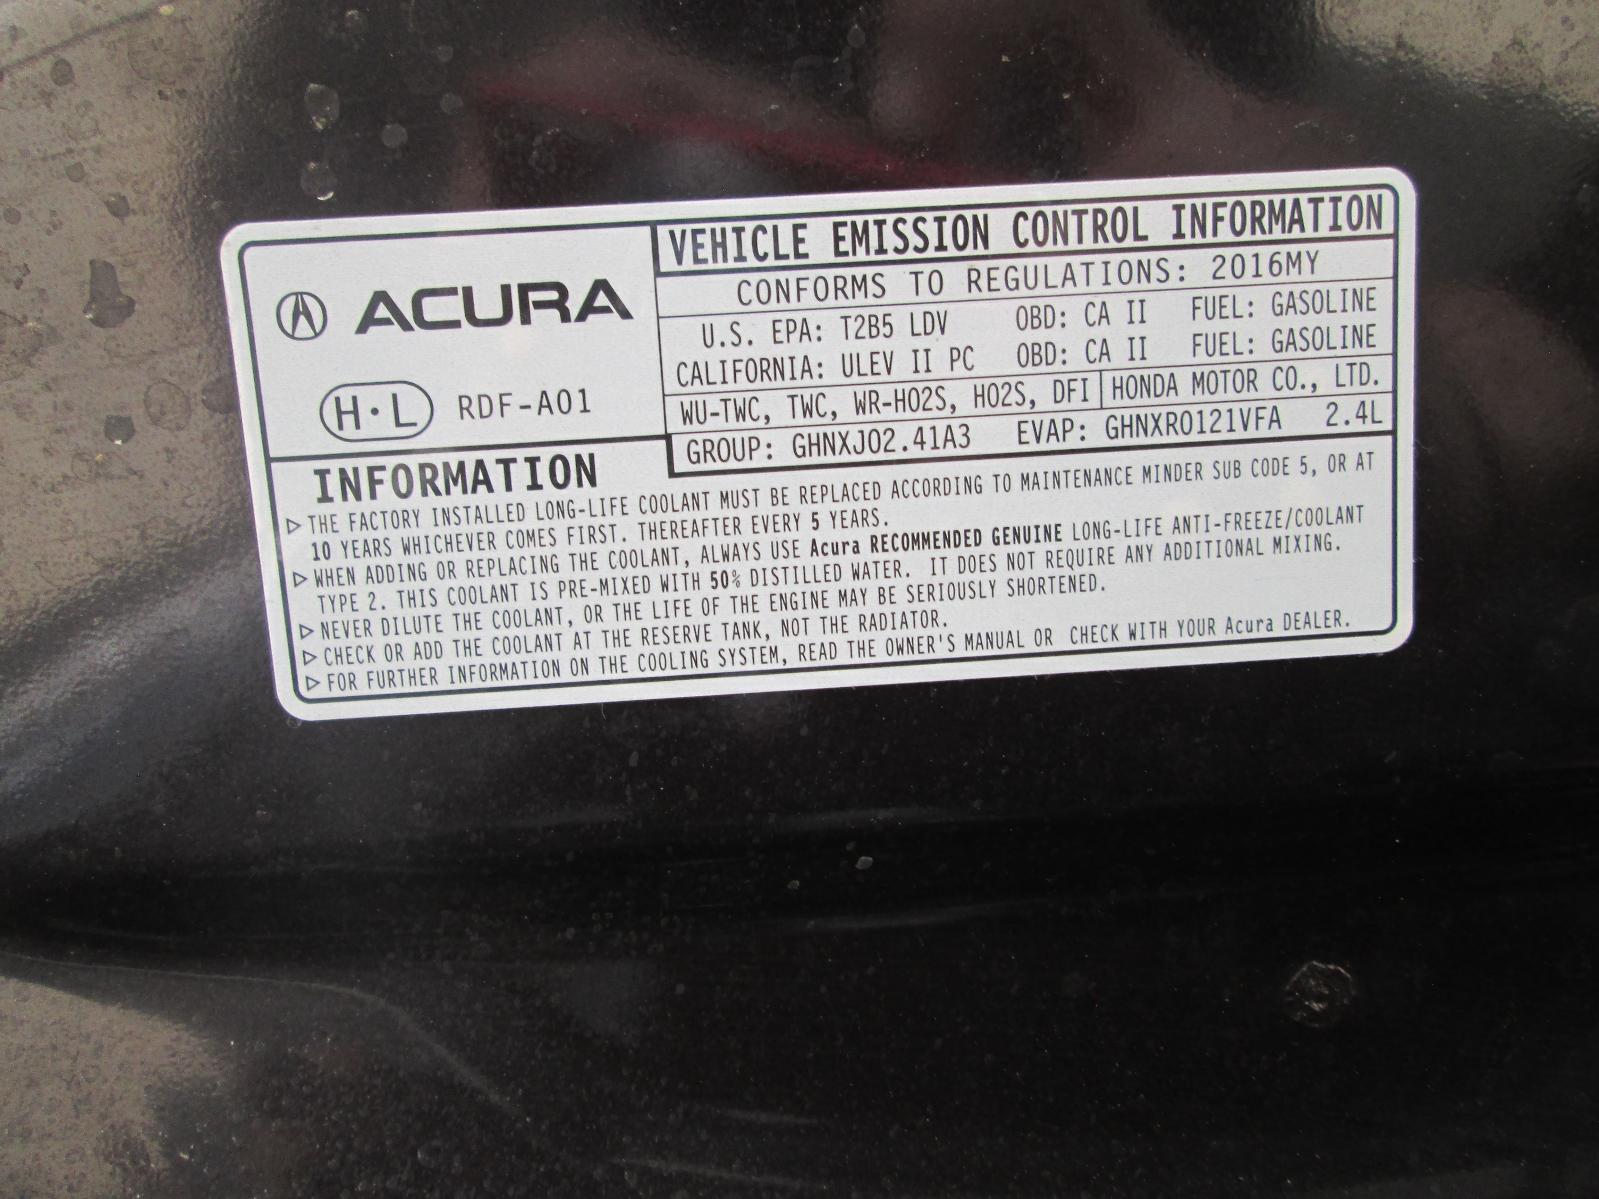 ACURA
H·L RDF-A01
VEHICLE EMISSION CONTROL INFORMATION
CONFORMS TO REGULATIONS: 2016MY
U.S. EPA: T2B5 LDV OBD: CA II FUEL: GASOLINE
CALIFORNIA: ULEV II PC OBD: CA II FUEL: GASOLINE
WU-TWC, TWC, WR-HO2S, HO2S, DFI HONDA MOTOR CO., LTD.
GROUP: GHNXJ02.41A3 EVAP: GHNXR0121VFA 2.4L
INFORMATION
▷ THE FACTORY INSTALLED LONG-LIFE COOLANT MUST BE REPLACED ACCORDING TO MAINTENANCE MINDER SUB CODE 5, OR AT
10 YEARS WHICHEVER COMES FIRST. THEREAFTER EVERY 5 YEARS.
▷ WHEN ADDING OR REPLACING THE COOLANT, ALWAYS USE Acura RECOMMENDED GENUINE LONG-LIFE ANTI-FREEZE/COOLANT
TYPE 2. THIS COOLANT IS PRE-MIXED WITH 50% DISTILLED WATER. IT DOES NOT REQUIRE ANY ADDITIONAL MIXING.
▷ NEVER DILUTE THE COOLANT, OR THE LIFE OF THE ENGINE MAY BE SERIOUSLY SHORTENED.
▷ CHECK OR ADD THE COOLANT AT THE RESERVE TANK, NOT THE RADIATOR.
▷ FOR FURTHER INFORMATION ON THE COOLING SYSTEM, READ THE OWNER'S MANUAL OR CHECK WITH YOUR Acura DEALER.